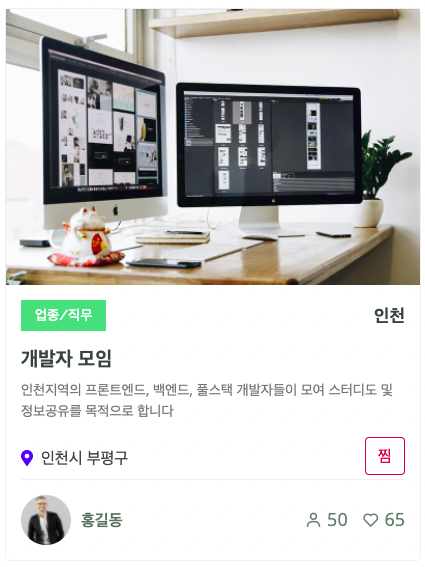 업종/직무
인천
개발자 모임
인천지역의 프론트엔드, 백엔드, 풀스택 개발자들이 모여 스터디도 및
정보공유를 목적으로 합니다
인천시 부평구
찜
홍길동
50
65